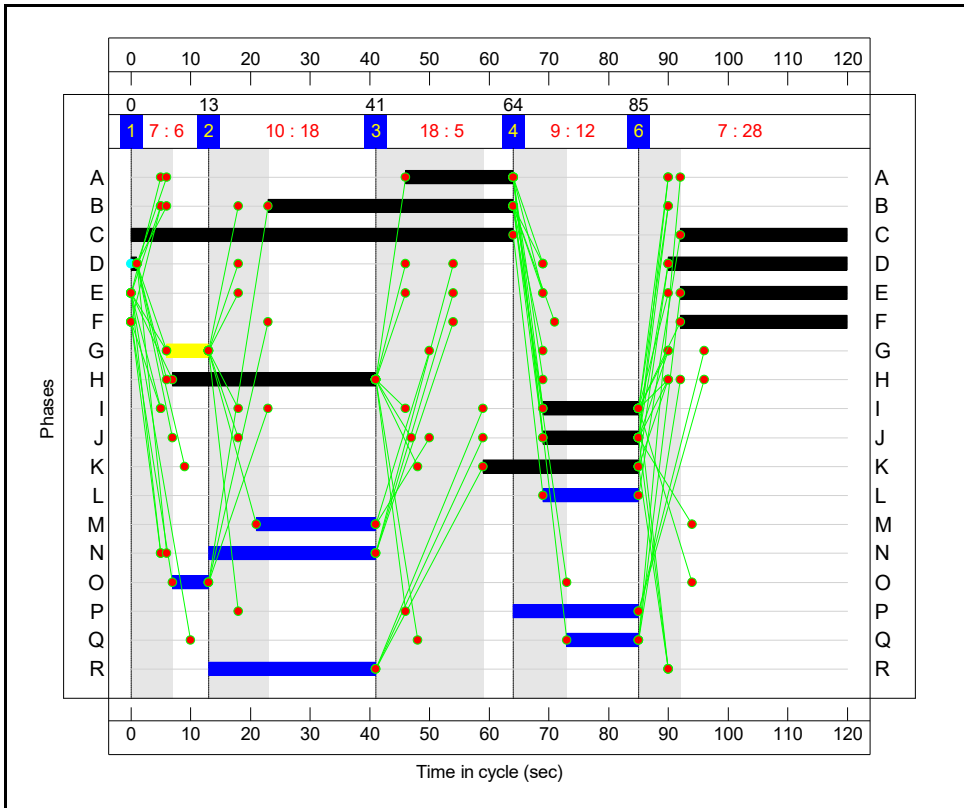 0 10 20 30 40 50 60 70 80 90 100 110 120
0 13 41 64 85
1 7 : 6 2 10 : 18 3 18 : 5 4 9 : 12 6 7 : 28
A A
B B
C C
D D
E E
F F
G G
H H
I I
J J
K K
L L
M M
N N
O O
P P
Q Q
R R
Phases
0 10 20 30 40 50 60 70 80 90 100 110 120
Time in cycle (sec)